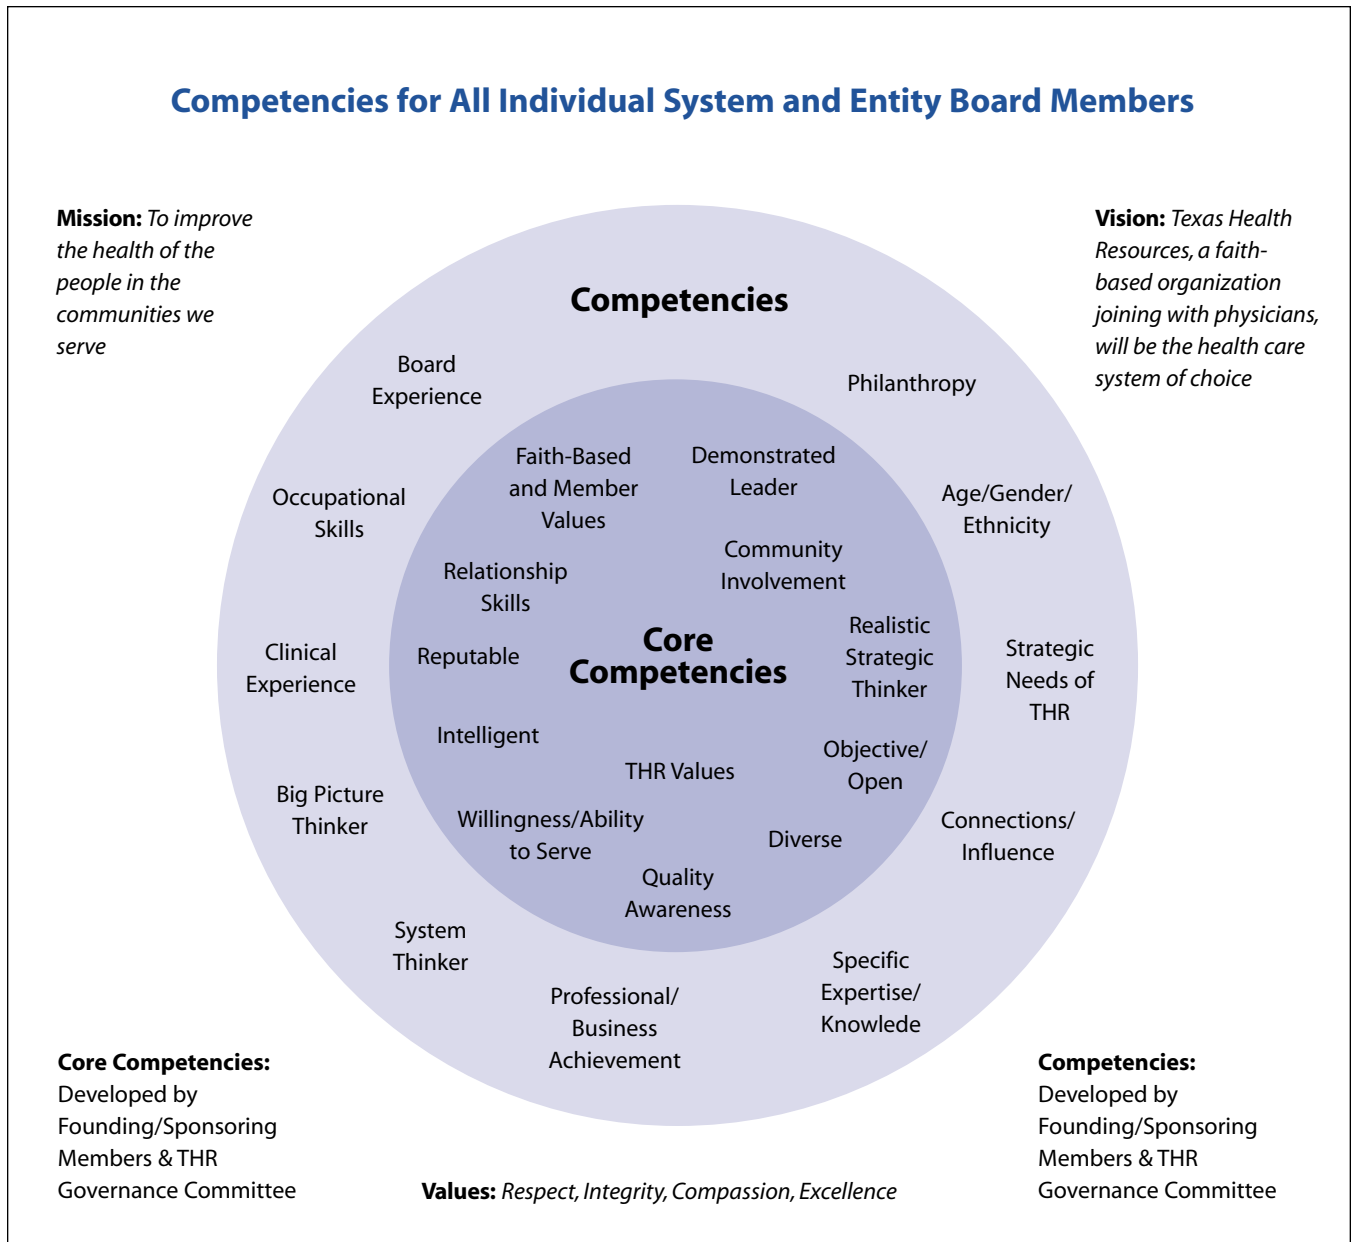 Competencies for All Individual System and Entity Board Members
Mission: To improve
the health of the
people in the
communities we
serve
Vision: Texas Health
Resources, a faith-
based organization
joining with physicians,
will be the health care
system of choice
Competencies
Board
Experience
Philanthropy
Occupational
Skills
Age/Gender/
Ethnicity
Clinical
Experience
Strategic
Needs of
THR
Big Picture
Thinker
Connections/
Influence
System
Thinker
Professional/
Business
Achievement
Specific
Expertise/
Knowlede
Faith-Based
and Member
Values
Demonstrated
Leader
Relationship
Skills
Community
Involvement
Reputable
Core
Competencies
Realistic
Strategic
Thinker
Intelligent
THR Values
Objective/
Open
Willingness/Ability
to Serve
Diverse
Quality
Awareness
Core Competencies:
Developed by
Founding/Sponsoring
Members & THR
Governance Committee
Values: Respect, Integrity, Compassion, Excellence
Competencies:
Developed by
Founding/Sponsoring
Members & THR
Governance Committee